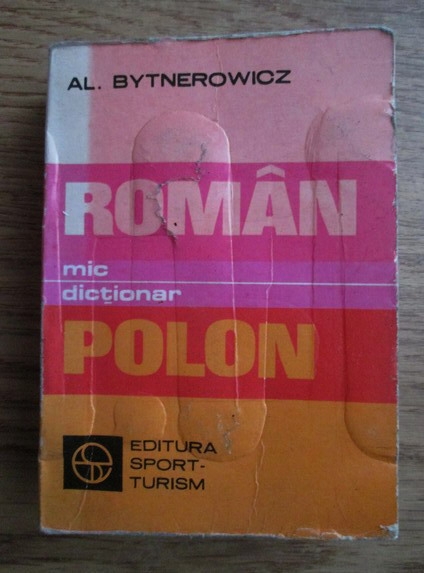 AL. BYTNEROWICZ
ROMÂN
mic
dicționar
POLON
EDITURA
SPORT-
TURISM